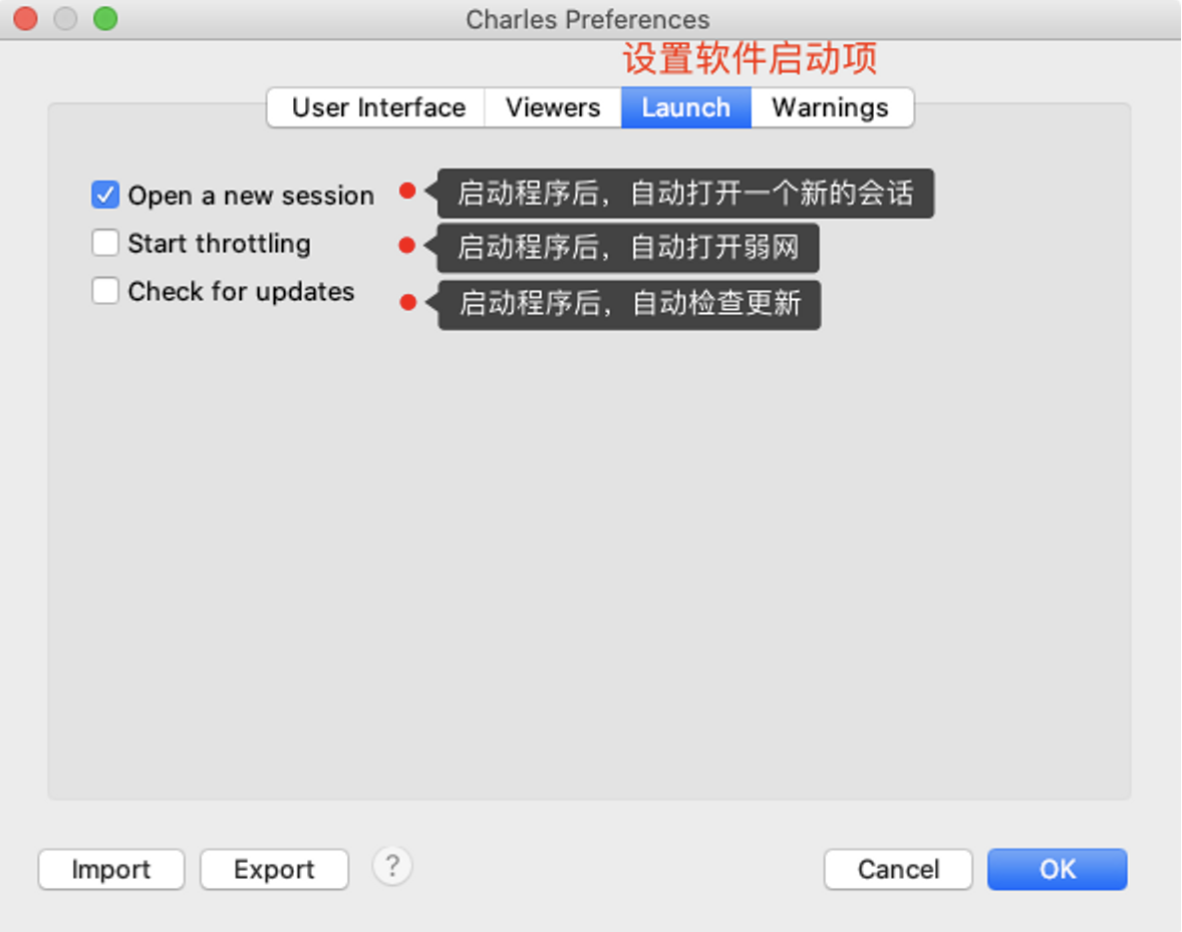 Charles Preferences
设置软件启动项
User Interface Viewers Launch Warnings
Open a new session 启动程序后，自动打开一个新的会话
Start throttling 启动程序后，自动打开弱网
Check for updates 启动程序后，自动检查更新
Import Export ? Cancel OK